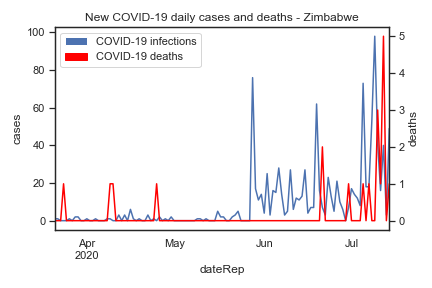 New COVID-19 daily cases and deaths - Zimbabwe
COVID-19 infections
COVID-19 deaths
100
80
60
40
20
0
cases
5
4
3
2
1
0
deaths
Apr
2020
May
Jun
Jul
dateRep